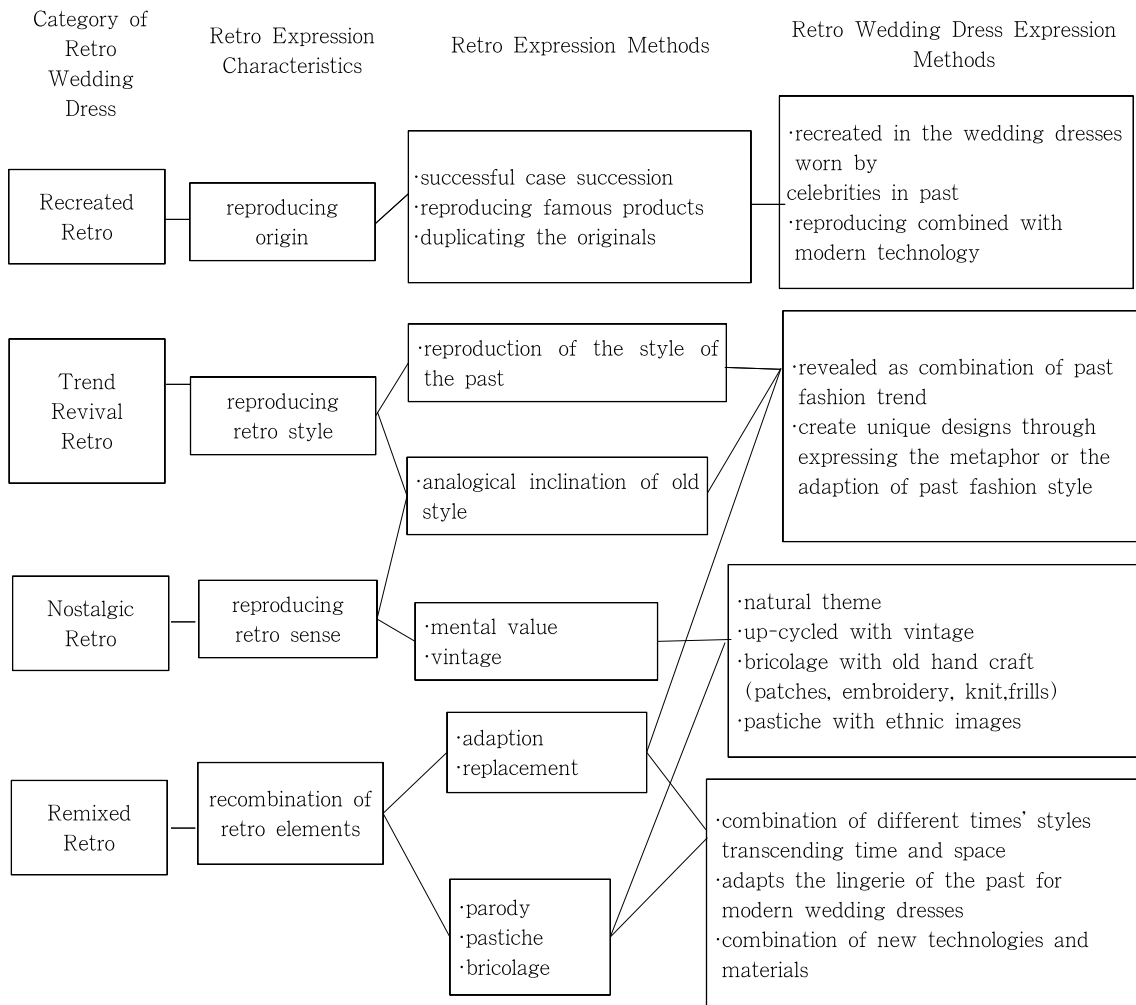 Category of
Retro
Wedding
Dress
Retro Expression
Characteristics
Retro Expression Methods
Retro Wedding Dress Expression
Methods
Recreated
Retro
reproducing
origin
·successful case succession
·reproducing famous products
·duplicating the originals
·recreated in the wedding dresses
worn by
celebrities in past
·reproducing combined with
modern technology
Trend
Revival
Retro
reproducing
retro style
·reproduction of the style of
the past
·analogical inclination of old
style
·revealed as combination of past
fashion trend
·create unique designs through
expressing the metaphor or the
adaption of past fashion style
Nostalgic
Retro
reproducing
retro sense
·mental value
·vintage
·natural theme
·up-cycled with vintage
·bricolage with old hand craft
(patches, embroidery, knit,frills)
·pastiche with ethnic images
Remixed
Retro
recombination of
retro elements
·adaption
·replacement
·parody
·pastiche
·bricolage
·combination of different times' styles
transcending time and space
·adapts the lingerie of the past for
modern wedding dresses
·combination of new technologies and
materials